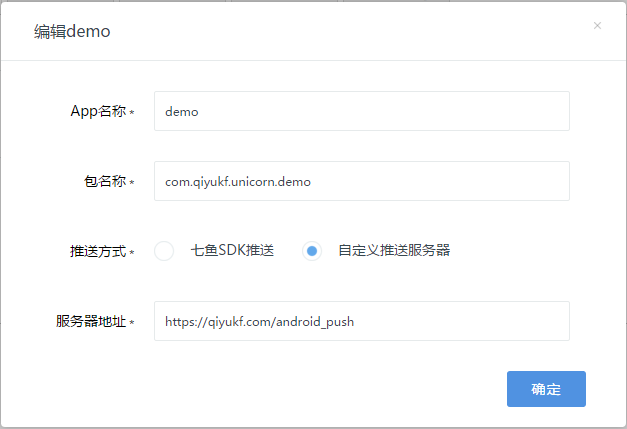 编辑demo
×
App名称 * demo
包名称 * com.qiyukf.unicorn.demo
推送方式 * 七鱼SDK推送 自定义推送服务器
服务器地址 * https://qiyukf.com/android_push
确定